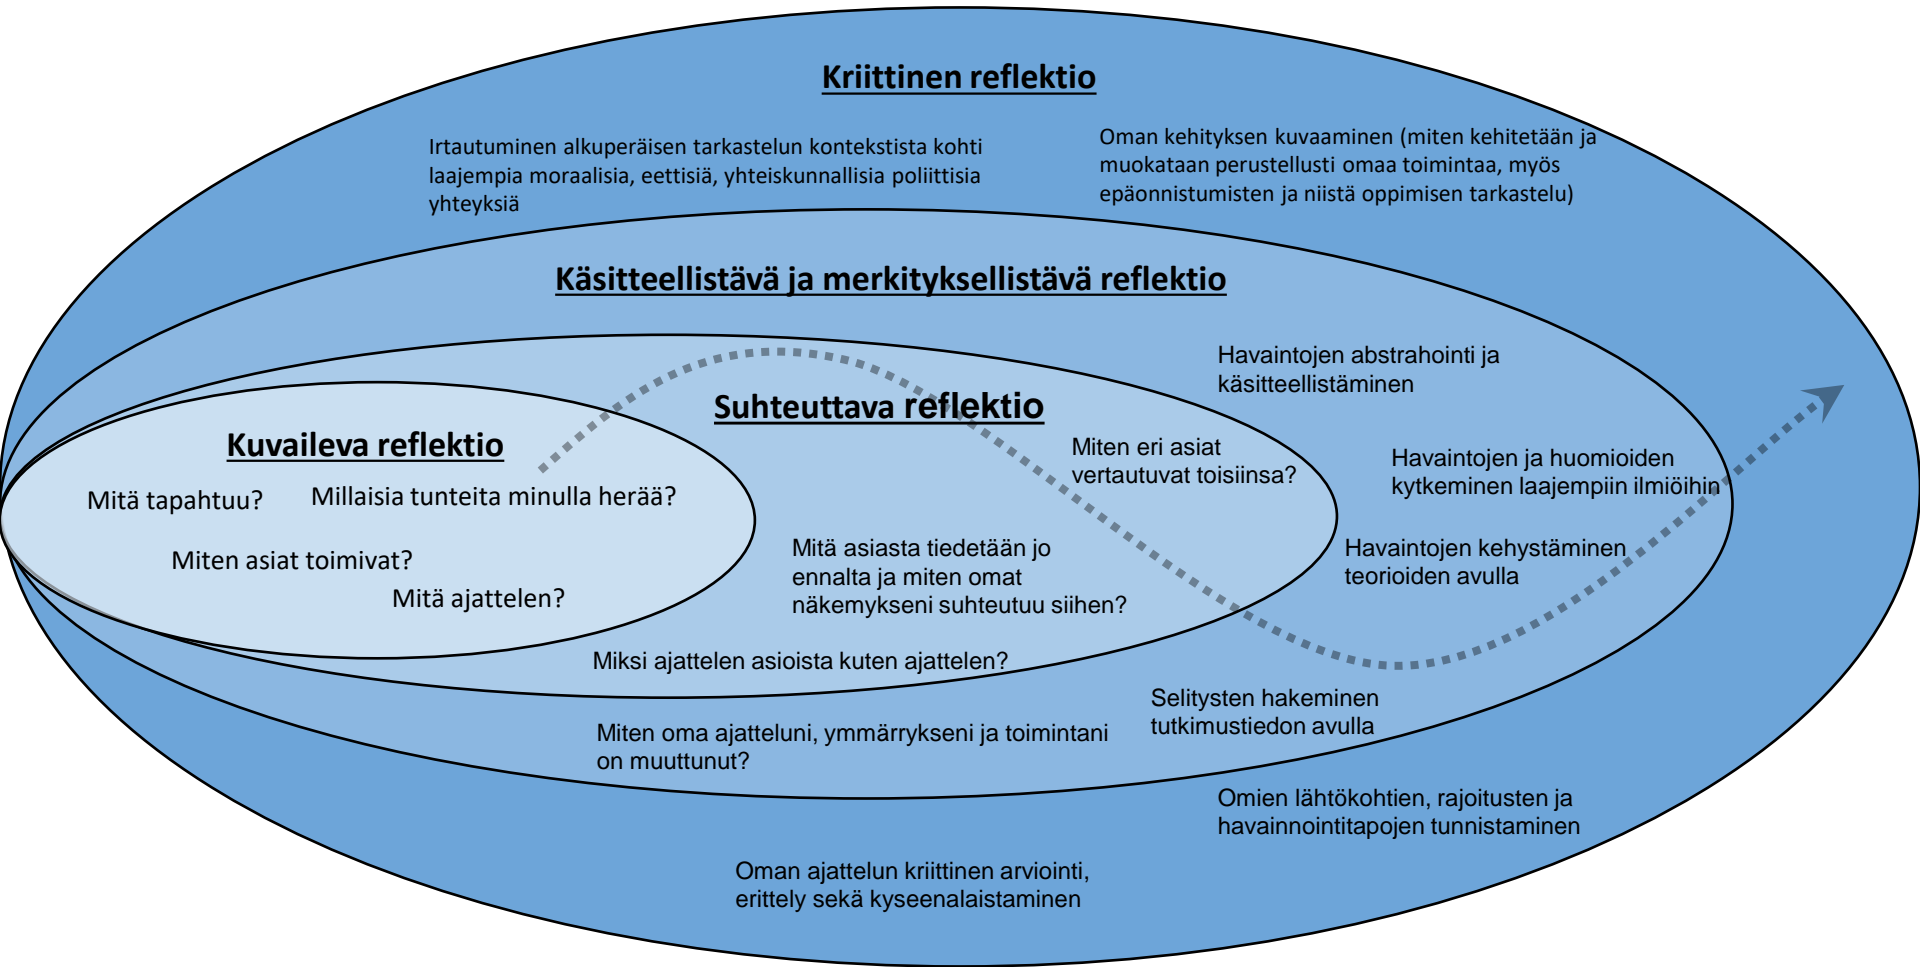 Kriittinen reflektio
Irtautuminen alkuperäisen tarkastelun kontekstista kohti
laajempia moraalisia, eettisiä, yhteiskunnallisia poliittisia
yhteyksiä
Oman kehityksen kuvaaminen (miten kehitetään ja
muokataan perustellusti omaa toimintaa, myös
epäonnistumisten ja niistä oppimisen tarkastelu)
Käsitteellistävä ja merkityksellistävä reflektio
Havaintojen abstrahointi ja
käsitteellistäminen
Suhteuttava reflektio
Kuvaileva reflektio
Miten eri asiat
vertautuvat toisiinsa?
Havaintojen ja huomioiden
kytkeminen laajempiin ilmiöihin
Mitä tapahtuu?
Millaisia tunteita minulla herää?
Miten asiat toimivat?
Mitä ajattelen?
Mitä asiasta tiedetään jo
ennalta ja miten omat
näkemykseni suhteutuu siihen?
Havaintojen kehystäminen
teorioiden avulla
Miksi ajattelen asioista kuten ajattelen?
Selitysten hakeminen
tutkimustiedon avulla
Miten oma ajatteluni, ymmärrykseni ja toimintani
on muuttunut?
Omien lähtökohtien, rajoitusten ja
havainnointitapojen tunnistaminen
Oman ajattelun kriittinen arviointi,
erittely sekä kyseenalaistaminen